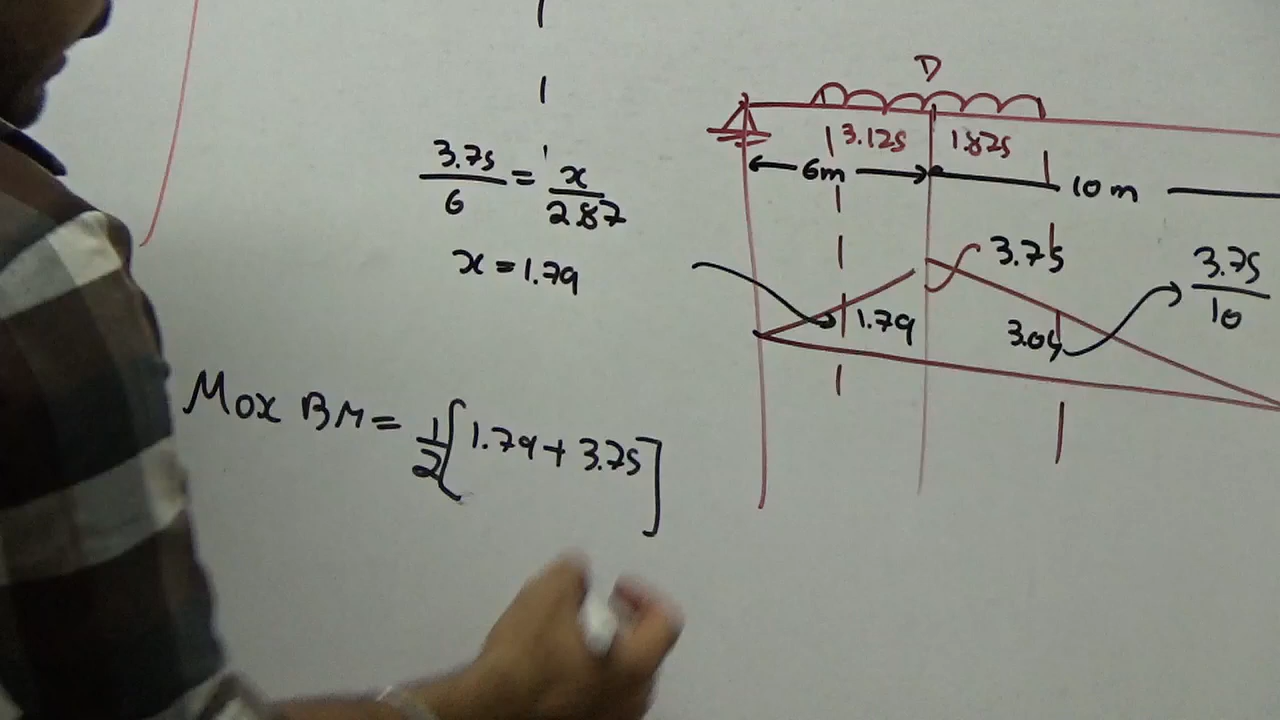 3.75/6 = x/2.87
x = 1.79
Max BM = 1/2 [1.79 + 3.75]
D
3.125 1.825
6m 10 m
3.75
3.75/10
1.79
3.04